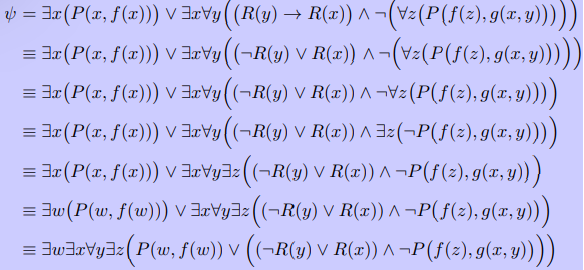 ψ = ∃x(P(x, f(x))) ∨ ∃x∀y((R(y) → R(x)) ∧ ¬(∀z(P(f(z), g(x, y)))))
≡ ∃x(P(x, f(x))) ∨ ∃x∀y((¬R(y) ∨ R(x)) ∧ ¬(∀z(P(f(z), g(x, y)))))
≡ ∃x(P(x, f(x))) ∨ ∃x∀y((¬R(y) ∨ R(x)) ∧ ¬∀z(P(f(z), g(x, y))))
≡ ∃x(P(x, f(x))) ∨ ∃x∀y((¬R(y) ∨ R(x)) ∧ ∃z(¬P(f(z), g(x, y))))
≡ ∃x(P(x, f(x))) ∨ ∃x∀y∃z((¬R(y) ∨ R(x)) ∧ ¬P(f(z), g(x, y)))
≡ ∃w(P(w, f(w))) ∨ ∃x∀y∃z((¬R(y) ∨ R(x)) ∧ ¬P(f(z), g(x, y)))
≡ ∃w∃x∀y∃z(P(w, f(w)) ∨ ((¬R(y) ∨ R(x)) ∧ ¬P(f(z), g(x, y))))